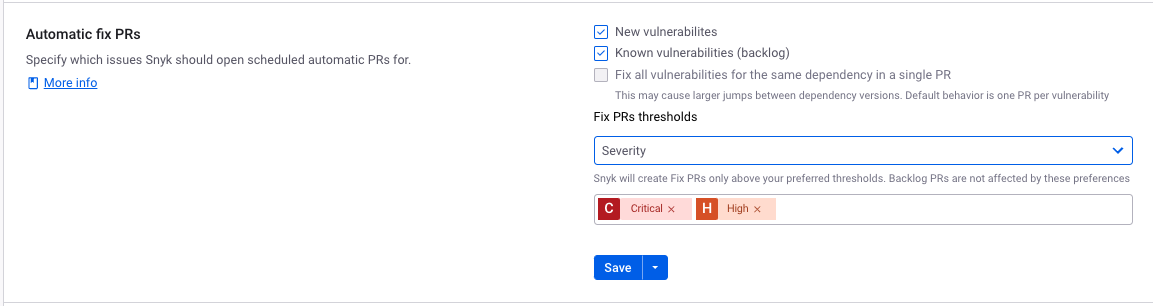 Automatic fix PRs
Specify which issues Snyk should open scheduled automatic PRs for.
More info
New vulnerabilites
Known vulnerabilities (backlog)
Fix all vulnerabilities for the same dependency in a single PR
This may cause larger jumps between dependency versions. Default behavior is one PR per vulnerability
Fix PRs thresholds
Severity
Snyk will create Fix PRs only above your preferred thresholds. Backlog PRs are not affected by these preferences
C Critical × H High ×
Save